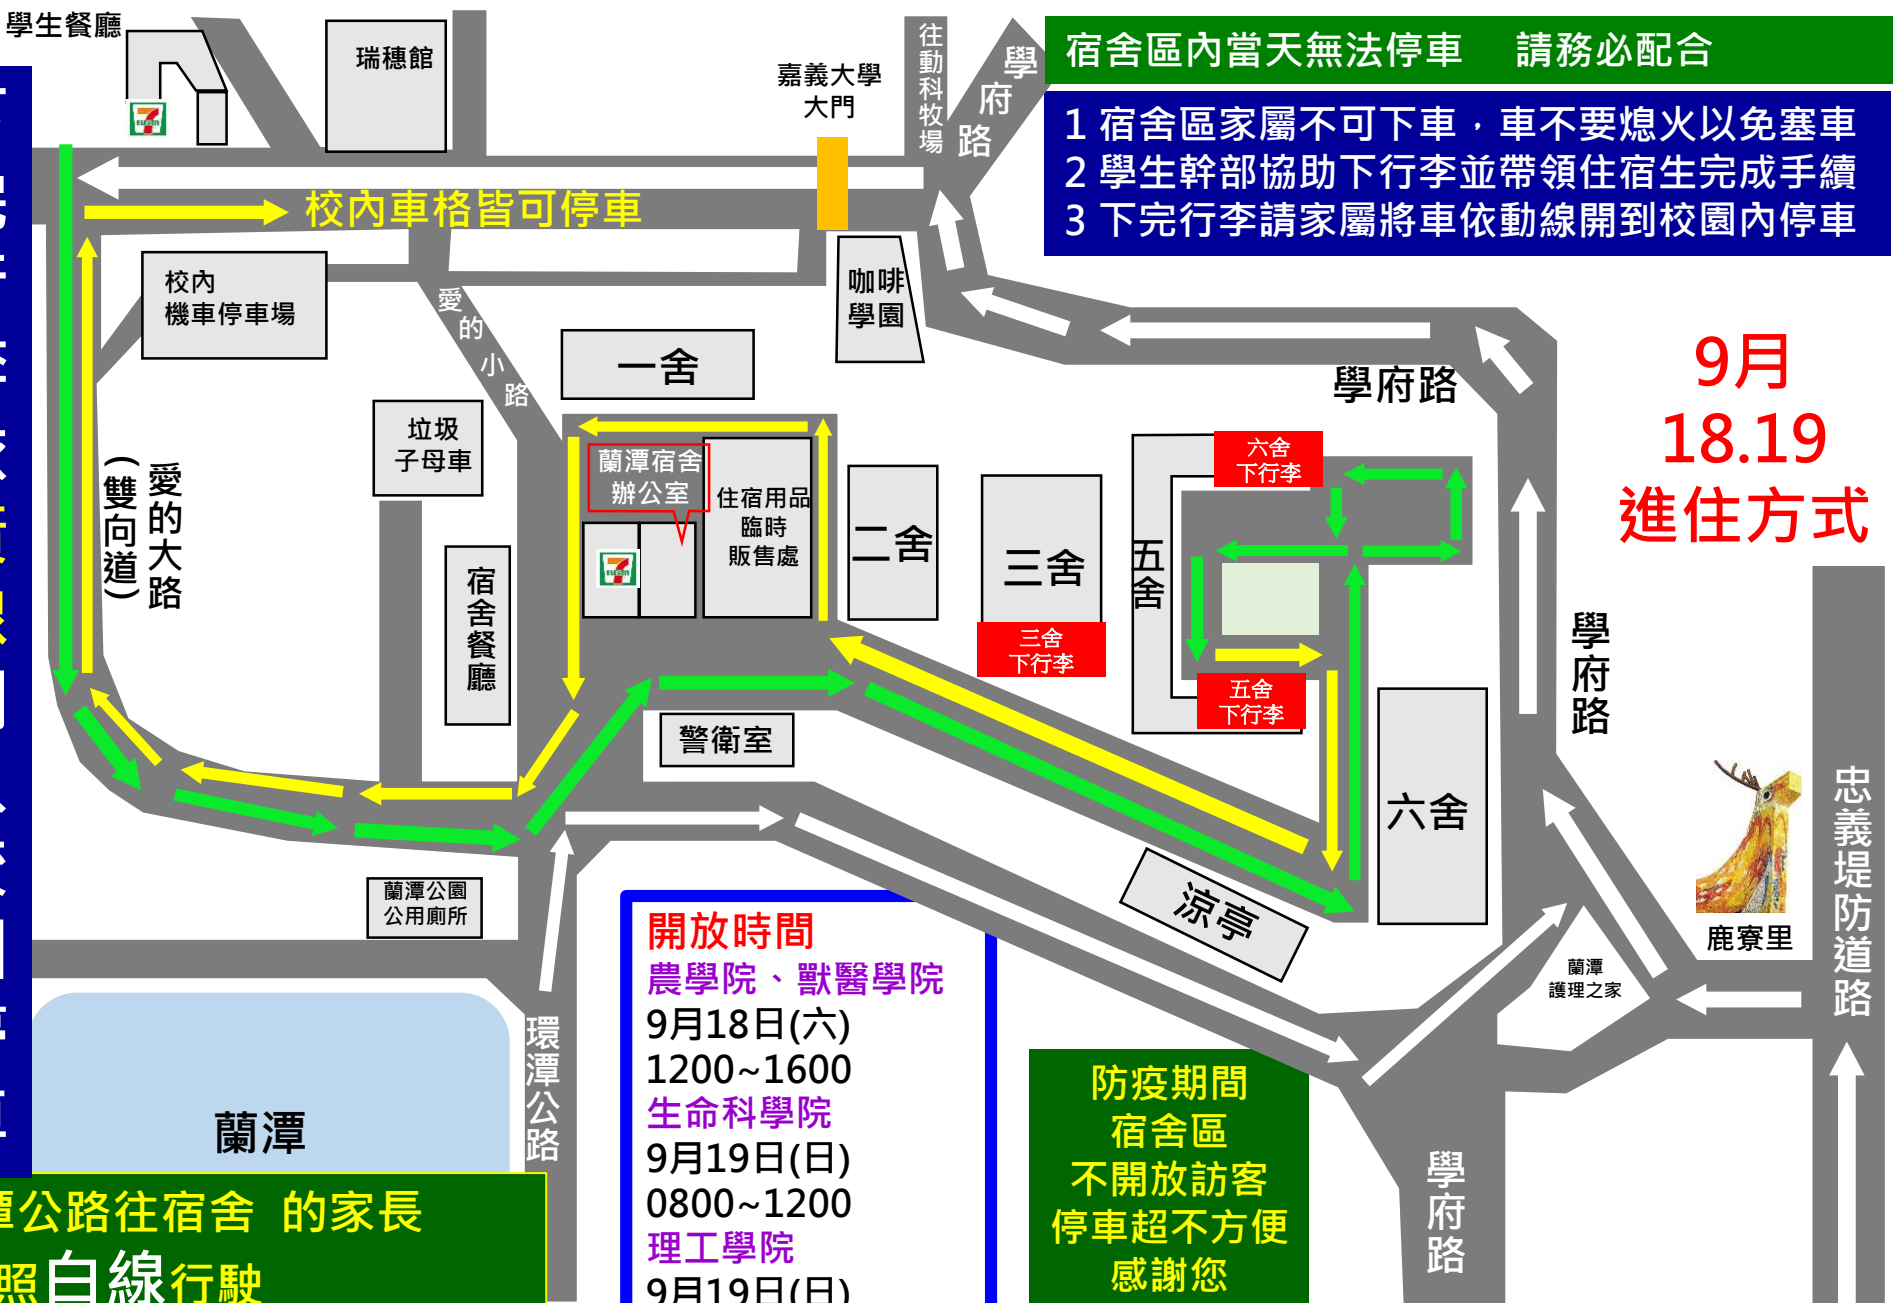 學生餐廳
瑞穗館
嘉義大學
大門
往動科牧場
學府路
宿舍區內當天無法停車 請務必配合
1 宿舍區家屬不可下車，車不要熄火以免塞車
2 學生幹部協助下行李並帶領住宿生完成手續
3 下完行李請家屬將車依動線開到校園內停車
7
ELEVEN
校內車格皆可停車
校內
機車停車場
愛的小路
咖啡
學園
一舍
學府路
9月
18.19
進住方式
垃圾
子母車
愛的大路
(雙向道)
蘭潭宿舍
辦公室
住宿用品
臨時
販售處
7
ELEVEN
二舍
三舍
三舍
下行李
五舍
六舍
下行李
五舍
下行李
宿舍餐廳
警衛室
六舍
學府路
涼亭
鹿寮里
忠義堤防道路
蘭潭
護理之家
蘭潭公園
公用廁所
環潭公路
蘭潭
開放時間
農學院、獸醫學院
9月18日(六)
1200~1600
生命科學院
9月19日(日)
0800~1200
理工學院
9月19日(日)
防疫期間
宿舍區
不開放訪客
停車超不方便
感謝您
學府路
潭公路往宿舍 的家長
照白線行駛